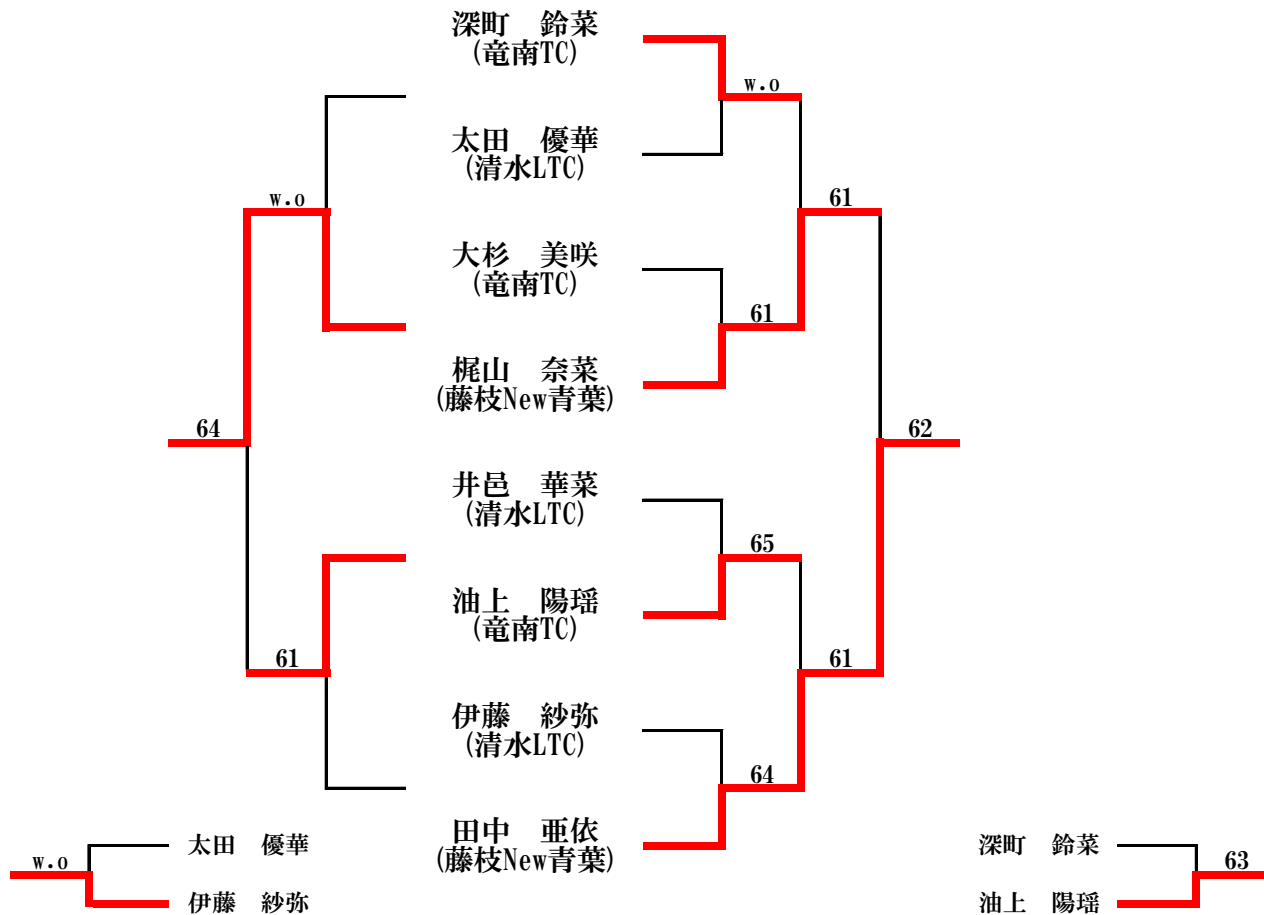 深町　鈴菜
(竜南TC)
w.o
太田　優華
(清水LTC)
w.o
61
大杉　美咲
(竜南TC)
61
梶山　奈菜
(藤枝New青葉)
64
62
井邑　華菜
(清水LTC)
65
油上　陽瑶
(竜南TC)
61
61
伊藤　紗弥
(清水LTC)
64
田中　亜依
(藤枝New青葉)
太田　優華
w.o
伊藤　紗弥
深町　鈴菜
63
油上　陽瑶